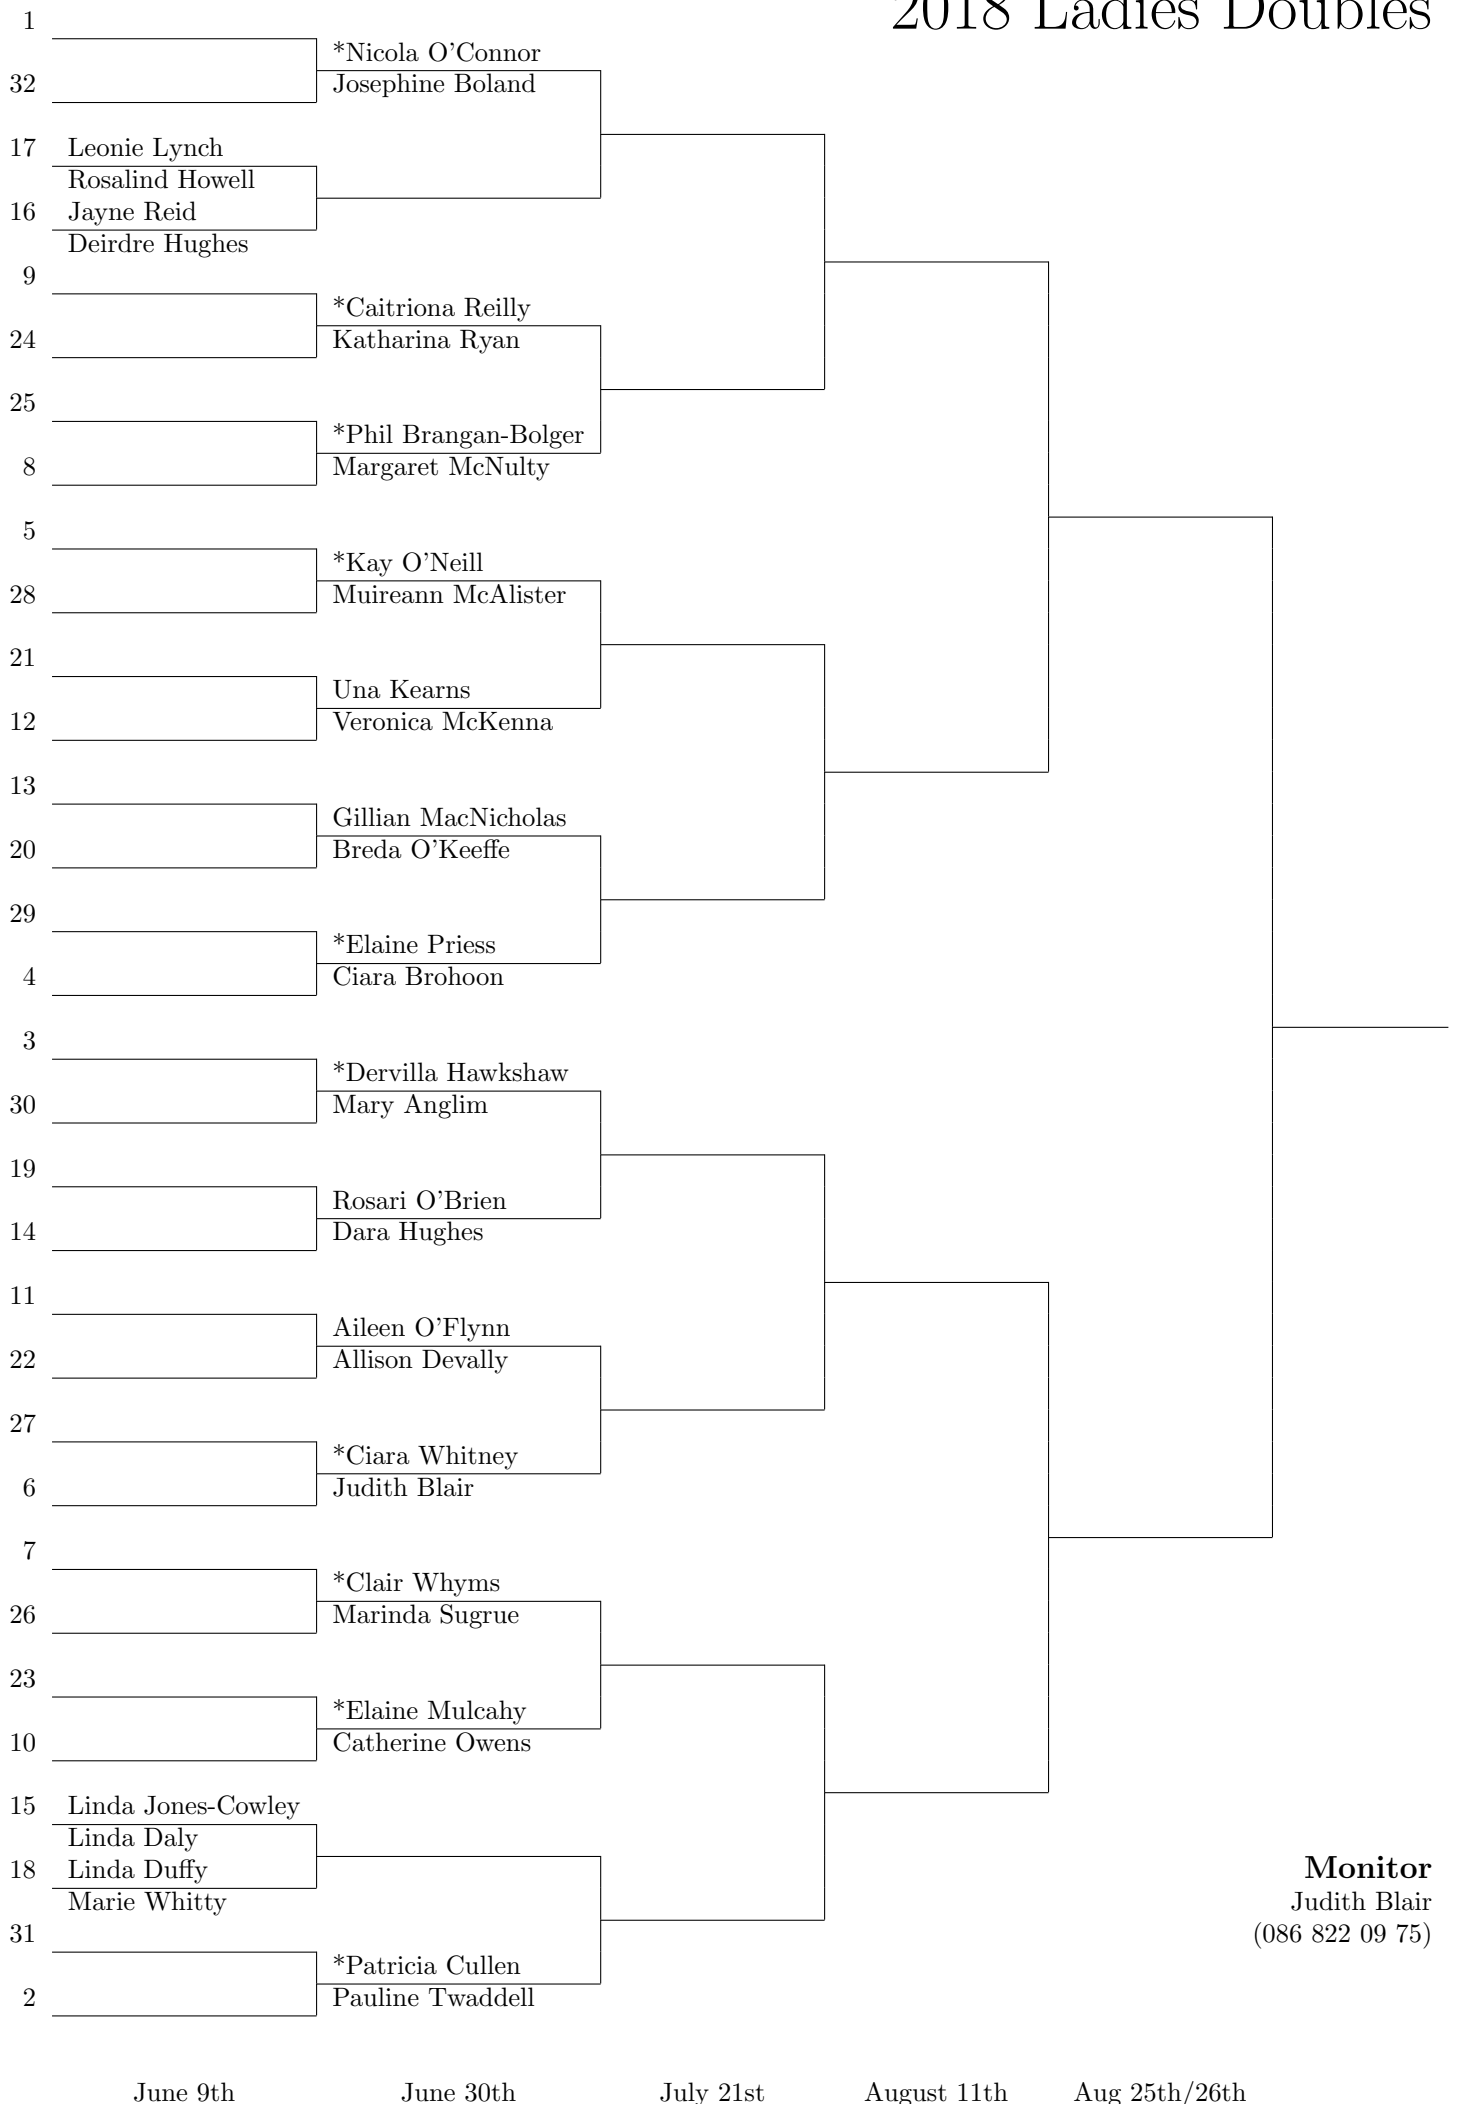 2018 Ladies Doubles
1
*Nicola O'Connor
32
Josephine Boland
17 Leonie Lynch
Rosalind Howell
16 Jayne Reid
Deirdre Hughes
9
*Caitriona Reilly
24
Katharina Ryan
25
*Phil Brangan-Bolger
8
Margaret McNulty
5
*Kay O'Neill
28
Muireann McAlister
21
Una Kearns
12
Veronica McKenna
13
Gillian MacNicholas
20
Breda O'Keeffe
29
*Elaine Priess
4
Ciara Brohoon
3
*Dervilla Hawkshaw
30
Mary Anglim
19
Rosari O'Brien
14
Dara Hughes
11
Aileen O'Flynn
22
Allison Devally
27
*Ciara Whitney
6
Judith Blair
7
*Clair Whyms
26
Marinda Sugrue
23
*Elaine Mulcahy
10
Catherine Owens
15 Linda Jones-Cowley
Linda Daly
18 Linda Duffy
Marie Whitty
31
*Patricia Cullen
2
Pauline Twaddell
Monitor
Judith Blair
(086 822 09 75)
June 9th June 30th July 21st August 11th Aug 25th/26th